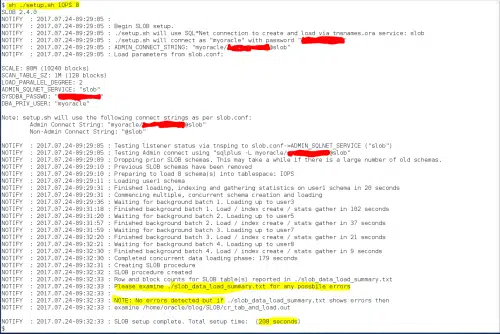 $ sh ./setup.sh IOPS 8
SLOB 2.4.0
NOTIFY : 2017.07.24-09:29:05 :
NOTIFY : 2017.07.24-09:29:05 : Begin SLOB setup.
NOTIFY : 2017.07.24-09:29:05 : ./setup.sh will use SQL*Net connection to create and load via tnsnames.ora service: slob
NOTIFY : 2017.07.24-09:29:05 : ./setup.sh will connect as "myoracle" with password "
NOTIFY : 2017.07.24-09:29:05 : ADMIN_CONNECT_STRING: "myoracle/ @slob"
NOTIFY : 2017.07.24-09:29:05 : Load parameters from slob.conf:
SCALE: 80M (10240 blocks)
SCAN_TABLE_SZ: 1M (128 blocks)
LOAD_PARALLEL_DEGREE: 2
ADMIN_SQLNET_SERVICE: "slob"
SYSDBA_PASSWD: "
DBA_PRIV_USER: "myoracle"
Note: setup.sh will use the following connect strings as per slob.conf:
Admin Connect String: "myoracle/ @slob"
Non-Admin Connect String: "@slob"
NOTIFY : 2017.07.24-09:29:05 : Testing listener status via tnsping to slob.conf->ADMIN_SQLNET_SERVICE ("slob")
NOTIFY : 2017.07.24-09:29:05 : Testing Admin connect using "sqlplus -L myoracle/ @slob"
NOTIFY : 2017.07.24-09:29:09 : Dropping prior SLOB schemas. This may take a while if there is a large number of old schemas.
NOTIFY : 2017.07.24-09:29:10 : Previous SLOB schemas have been removed
NOTIFY : 2017.07.24-09:29:10 : Preparing to load 8 schema(s) into tablespace: IOPS
NOTIFY : 2017.07.24-09:29:11 : Loading user1 schema
NOTIFY : 2017.07.24-09:29:31 : Finished loading, indexing and gathering statistics on user1 schema in 20 seconds
NOTIFY : 2017.07.24-09:29:31 : Commencing multiple, concurrent schema creation and loading
NOTIFY : 2017.07.24-09:29:36 : Waiting for background batch 1. Loading up to user3
NOTIFY : 2017.07.24-09:31:18 : Finished background batch 1. Load / index create / stats gather in 102 seconds
NOTIFY : 2017.07.24-09:31:20 : Waiting for background batch 2. Loading up to user5
NOTIFY : 2017.07.24-09:31:57 : Finished background batch 2. Load / index create / stats gather in 37 seconds
NOTIFY : 2017.07.24-09:31:59 : Waiting for background batch 3. Loading up to user7
NOTIFY : 2017.07.24-09:32:20 : Finished background batch 3. Load / index create / stats gather in 21 seconds
NOTIFY : 2017.07.24-09:32:21 : Waiting for background batch 4. Loading up to user8
NOTIFY : 2017.07.24-09:32:30 : Finished background batch 4. Load / index create / stats gather in 9 seconds
NOTIFY : 2017.07.24-09:32:30 : Completed concurrent data loading phase: 179 seconds
NOTIFY : 2017.07.24-09:32:31 : Creating SLOB procedure
NOTIFY : 2017.07.24-09:32:32 : SLOB procedure created
NOTIFY : 2017.07.24-09:32:33 : Row and block counts for SLOB table(s) reported in ./slob_data_load_summary.txt
NOTIFY : 2017.07.24-09:32:33 : Please examine ./slob_data_load_summary.txt for any possbile errors
NOTIFY : 2017.07.24-09:32:33 :
NOTIFY : 2017.07.24-09:32:33 : NOTE: No errors detected but if ./slob_data_load_summary.txt shows errors then
NOTIFY : 2017.07.24-09:32:33 : examine /home/oracle/blog/SLOB/cr_tab_and_load.out
NOTIFY : 2017.07.24-09:32:33 : SLOB setup complete. Total setup time: (208 seconds)
$